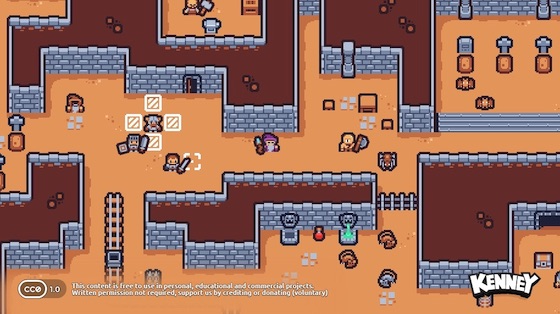 CC0 1.0
This content is free to use in personal, educational and commercial projects.
Written permission not required, support us by crediting or donating (voluntary)
KENNEY